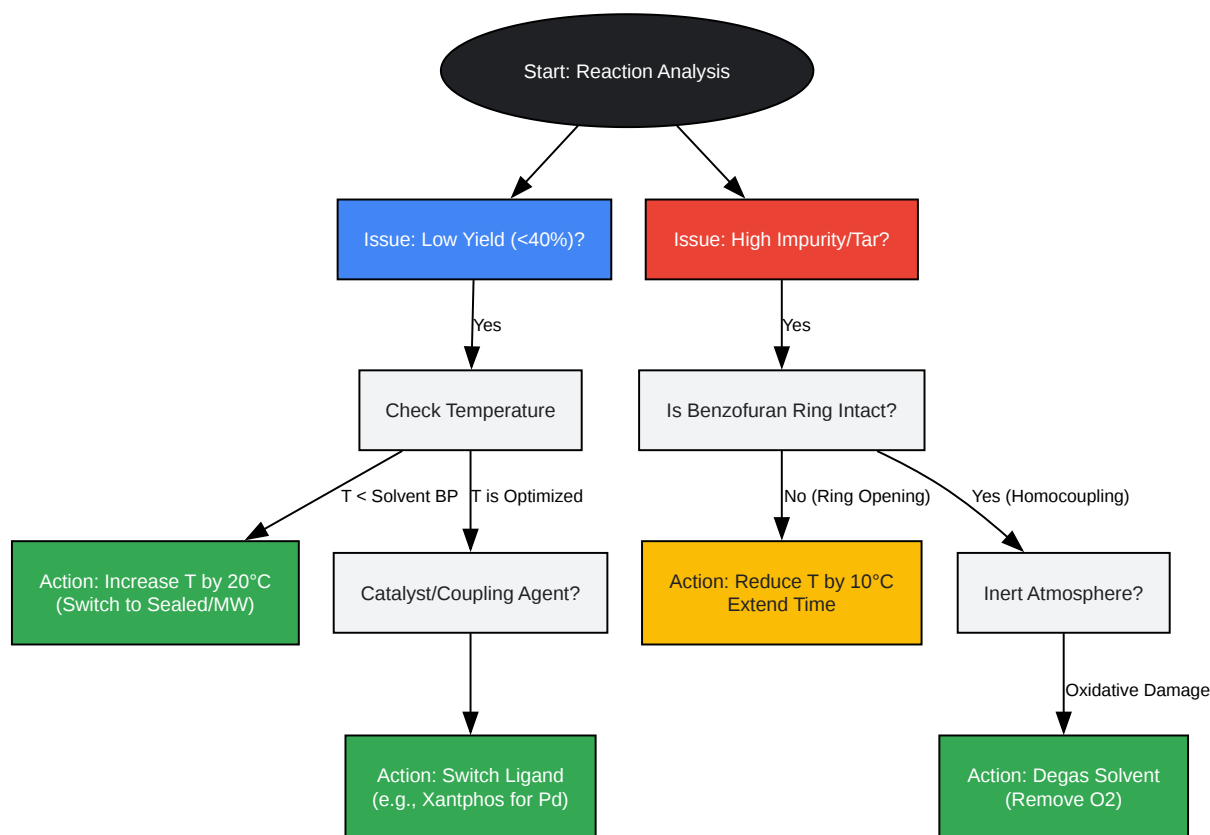 Start: Reaction Analysis
Issue: Low Yield (<40%)?
Issue: High Impurity/Tar?
Yes
Yes
Check Temperature
Is Benzofuran Ring Intact?
T < Solvent BP
T is Optimized
No (Ring Opening)
Yes (Homocoupling)
Action: Increase T by 20°C
(Switch to Sealed/MW)
Catalyst/Coupling Agent?
Action: Reduce T by 10°C
Extend Time
Inert Atmosphere?
Oxidative Damage
Action: Switch Ligand
(e.g., Xantphos for Pd)
Action: Degas Solvent
(Remove O2)